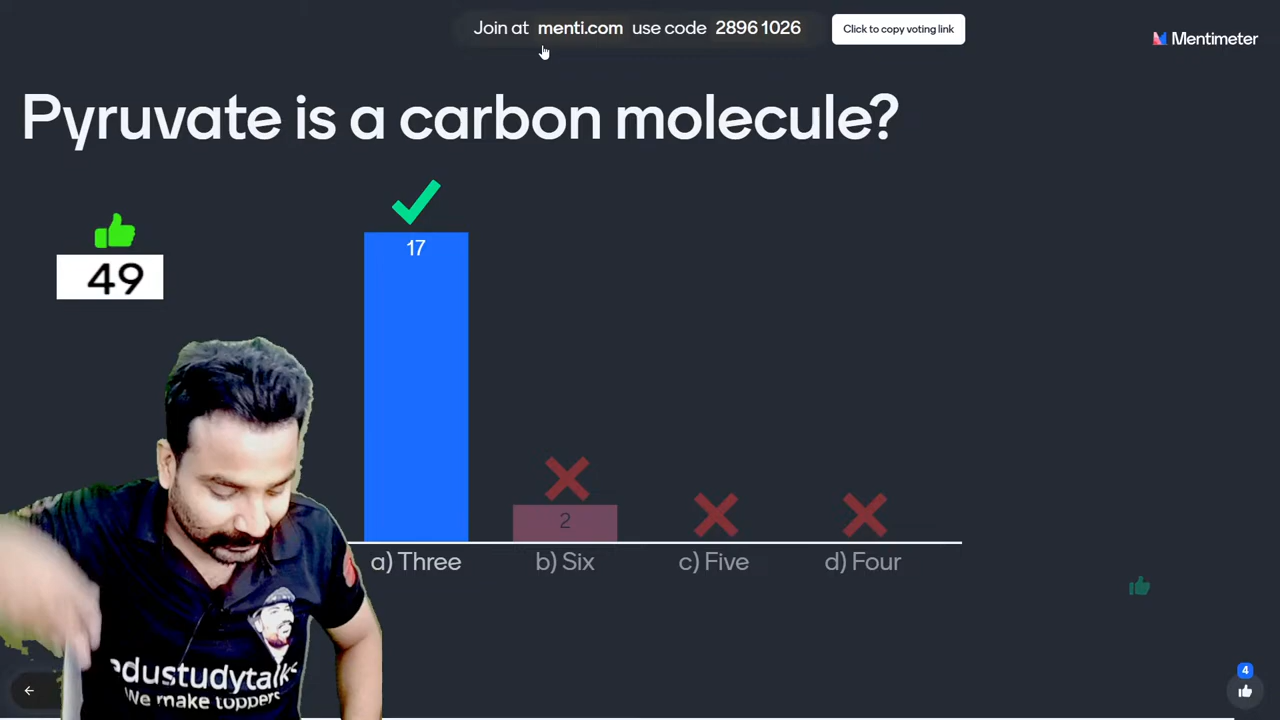 Join at menti.com use code 2896 1026
Click to copy voting link
Mentimeter
Pyruvate is a carbon molecule?
49
17
2
a) Three
b) Six
c) Five
d) Four
edustudytalk
We make toppers
4